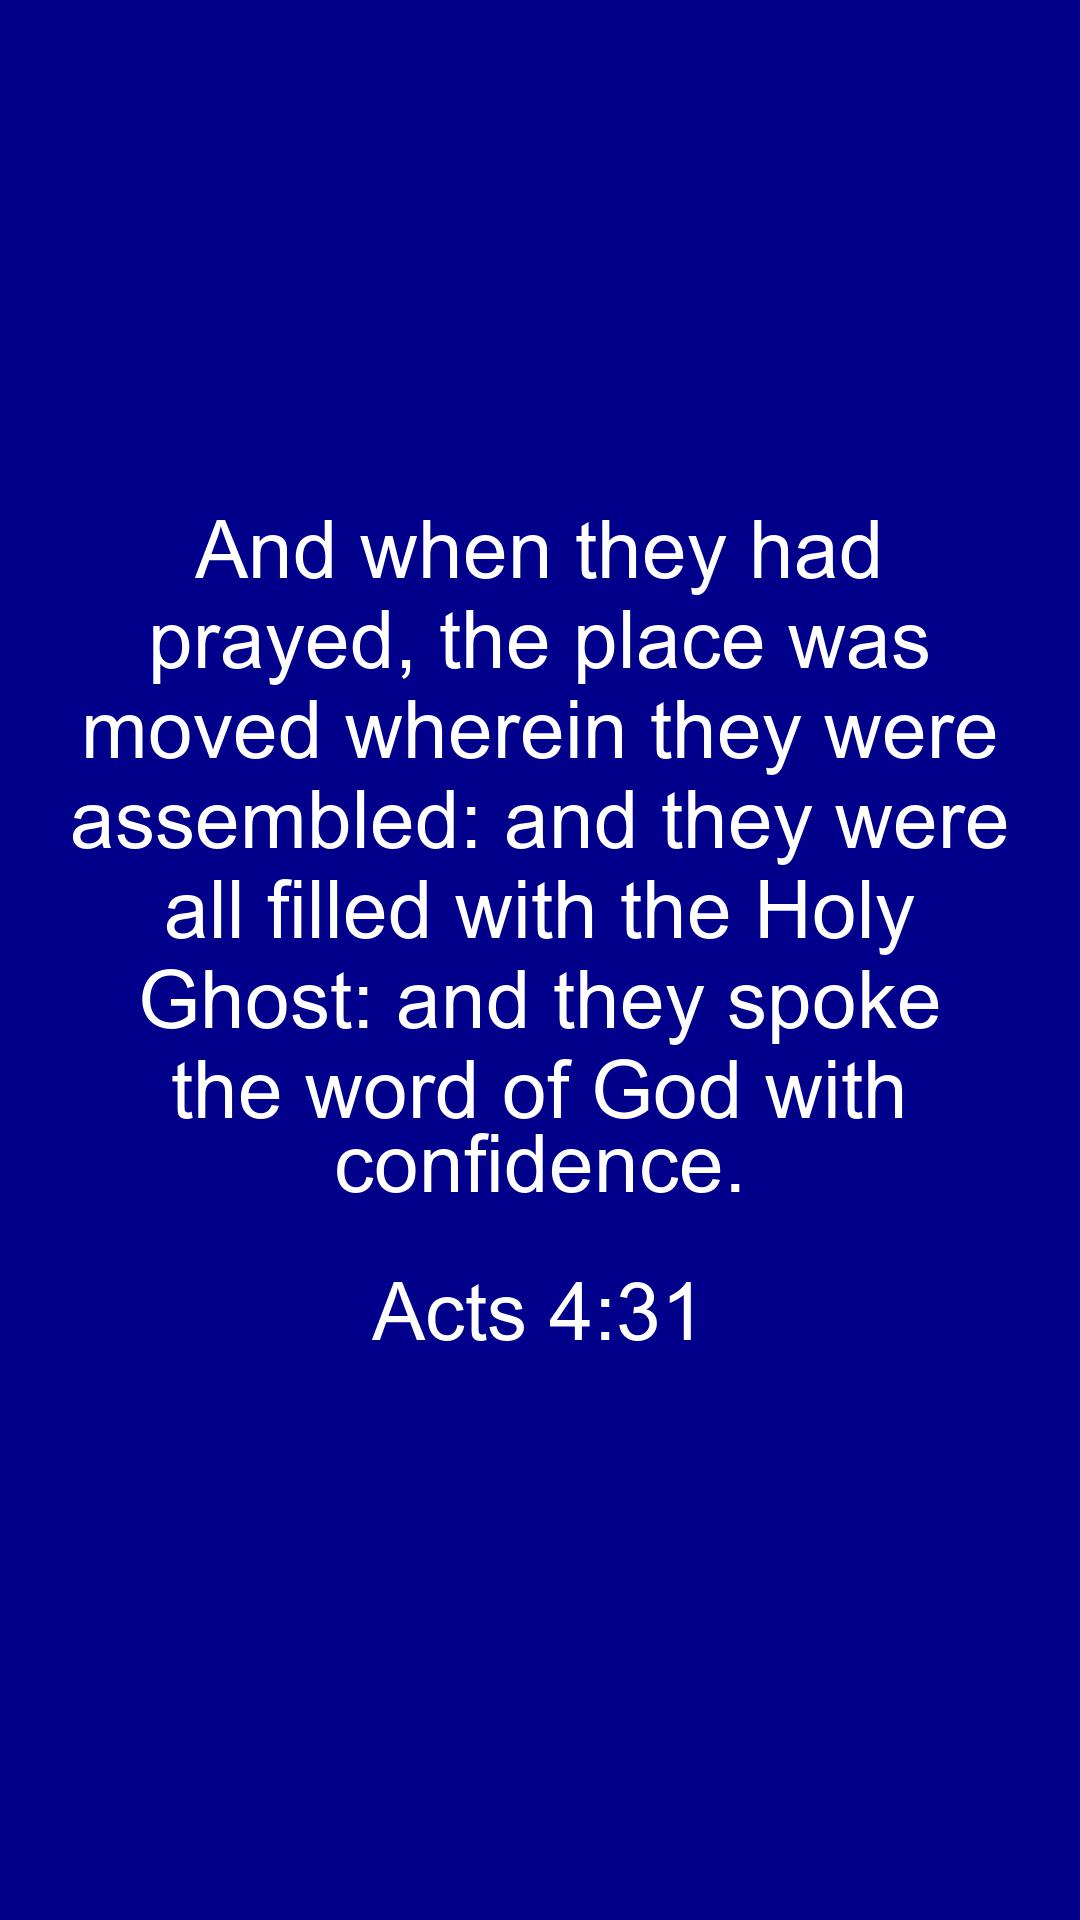 And when they had
prayed, the place was
moved wherein they were
assembled: and they were
all filled with the Holy
Ghost: and they spoke
the word of God with
confidence.
Acts 4:31